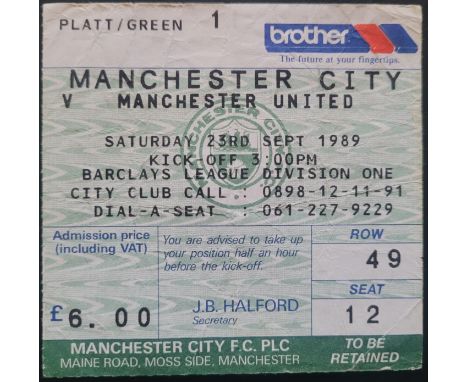 PLATT/GREEN 1
brother
The future at your fingertips.
MANCHESTER CITY
V MANCHESTER UNITED
SATURDAY 23RD SEPT 1989
KICK OFF 3:00PM
BARCLAYS LEAGUE DIVISION ONE
CITY CLUB CALL : 0898-12-11-91
DIAL-A-SEAT : 061-227-9229
Admission price
(including VAT)
£6.00
You are advised to take up
your position half an hour
before the kick-off.
J.B. HALFORD
Secretary
ROW
49
SEAT
12
MANCHESTER CITY F.C. PLC
MAINE ROAD, MOSS SIDE, MANCHESTER
TO BE
RETAINED